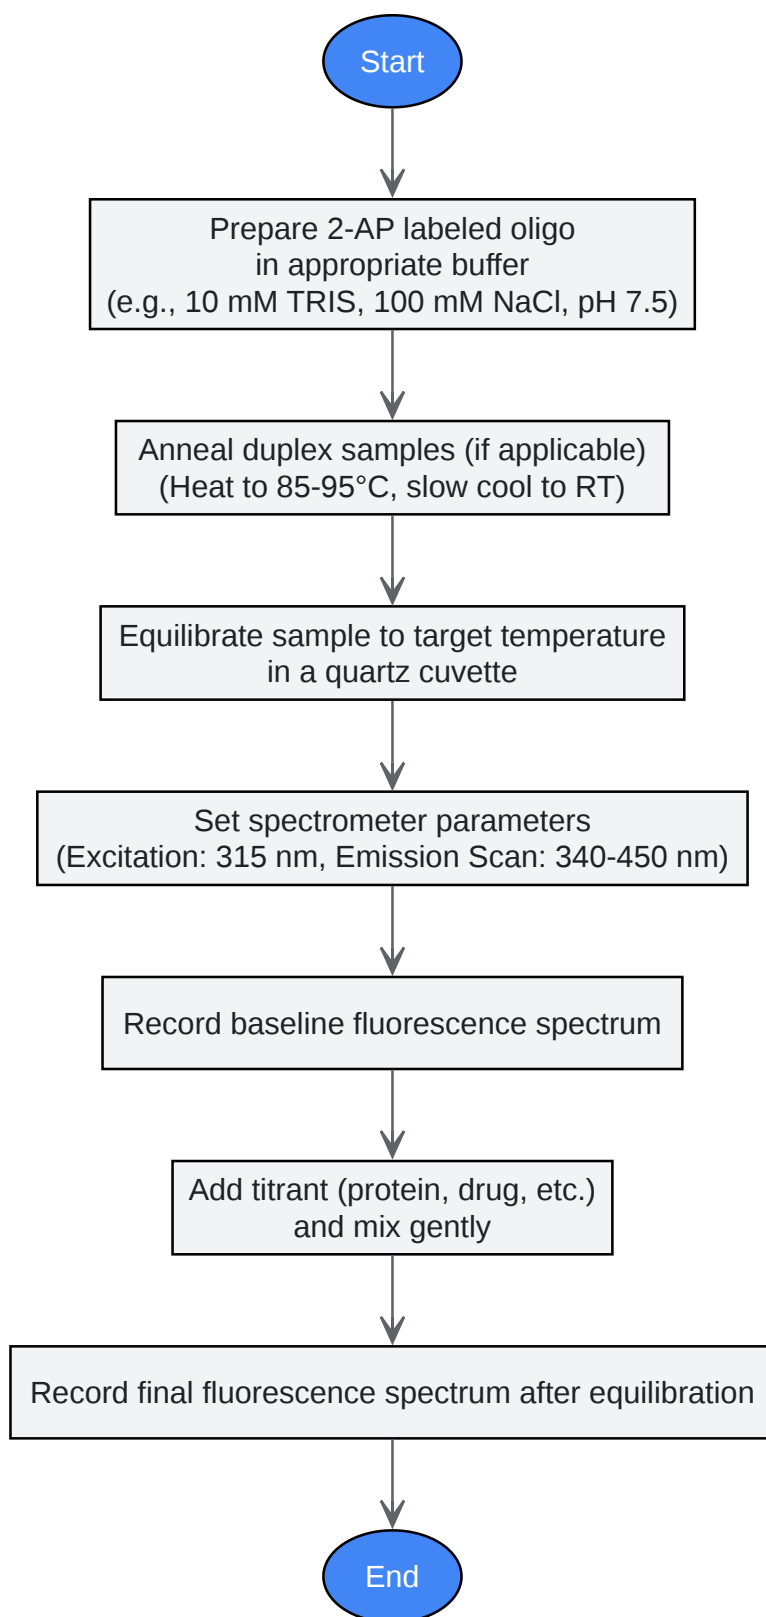 Start
Prepare 2-AP labeled oligo
in appropriate buffer
(e.g., 10 mM TRIS, 100 mM NaCl, pH 7.5)
Anneal duplex samples (if applicable)
(Heat to 85-95°C, slow cool to RT)
Equilibrate sample to target temperature
in a quartz cuvette
Set spectrometer parameters
(Excitation: 315 nm, Emission Scan: 340-450 nm)
Record baseline fluorescence spectrum
Add titrant (protein, drug, etc.)
and mix gently
Record final fluorescence spectrum after equilibration
End